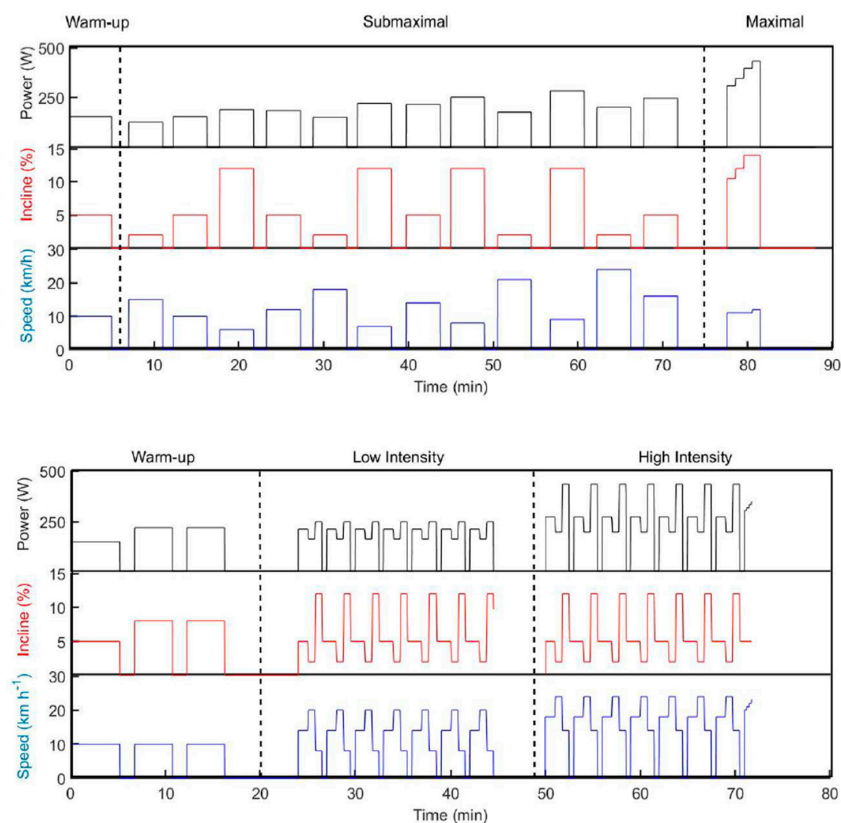 Warm-up Submaximal Maximal
Power (W)
500
250
Incline (%)
15
10
5
Speed (km/h)
30
20
10
0
0 10 20 30 40 50 60 70 80 90
Time (min)
Warm-up Low Intensity High Intensity
Power (W)
500
250
Incline (%)
15
10
5
Speed (km h⁻¹)
30
20
10
0
0 10 20 30 40 50 60 70 80
Time (min)